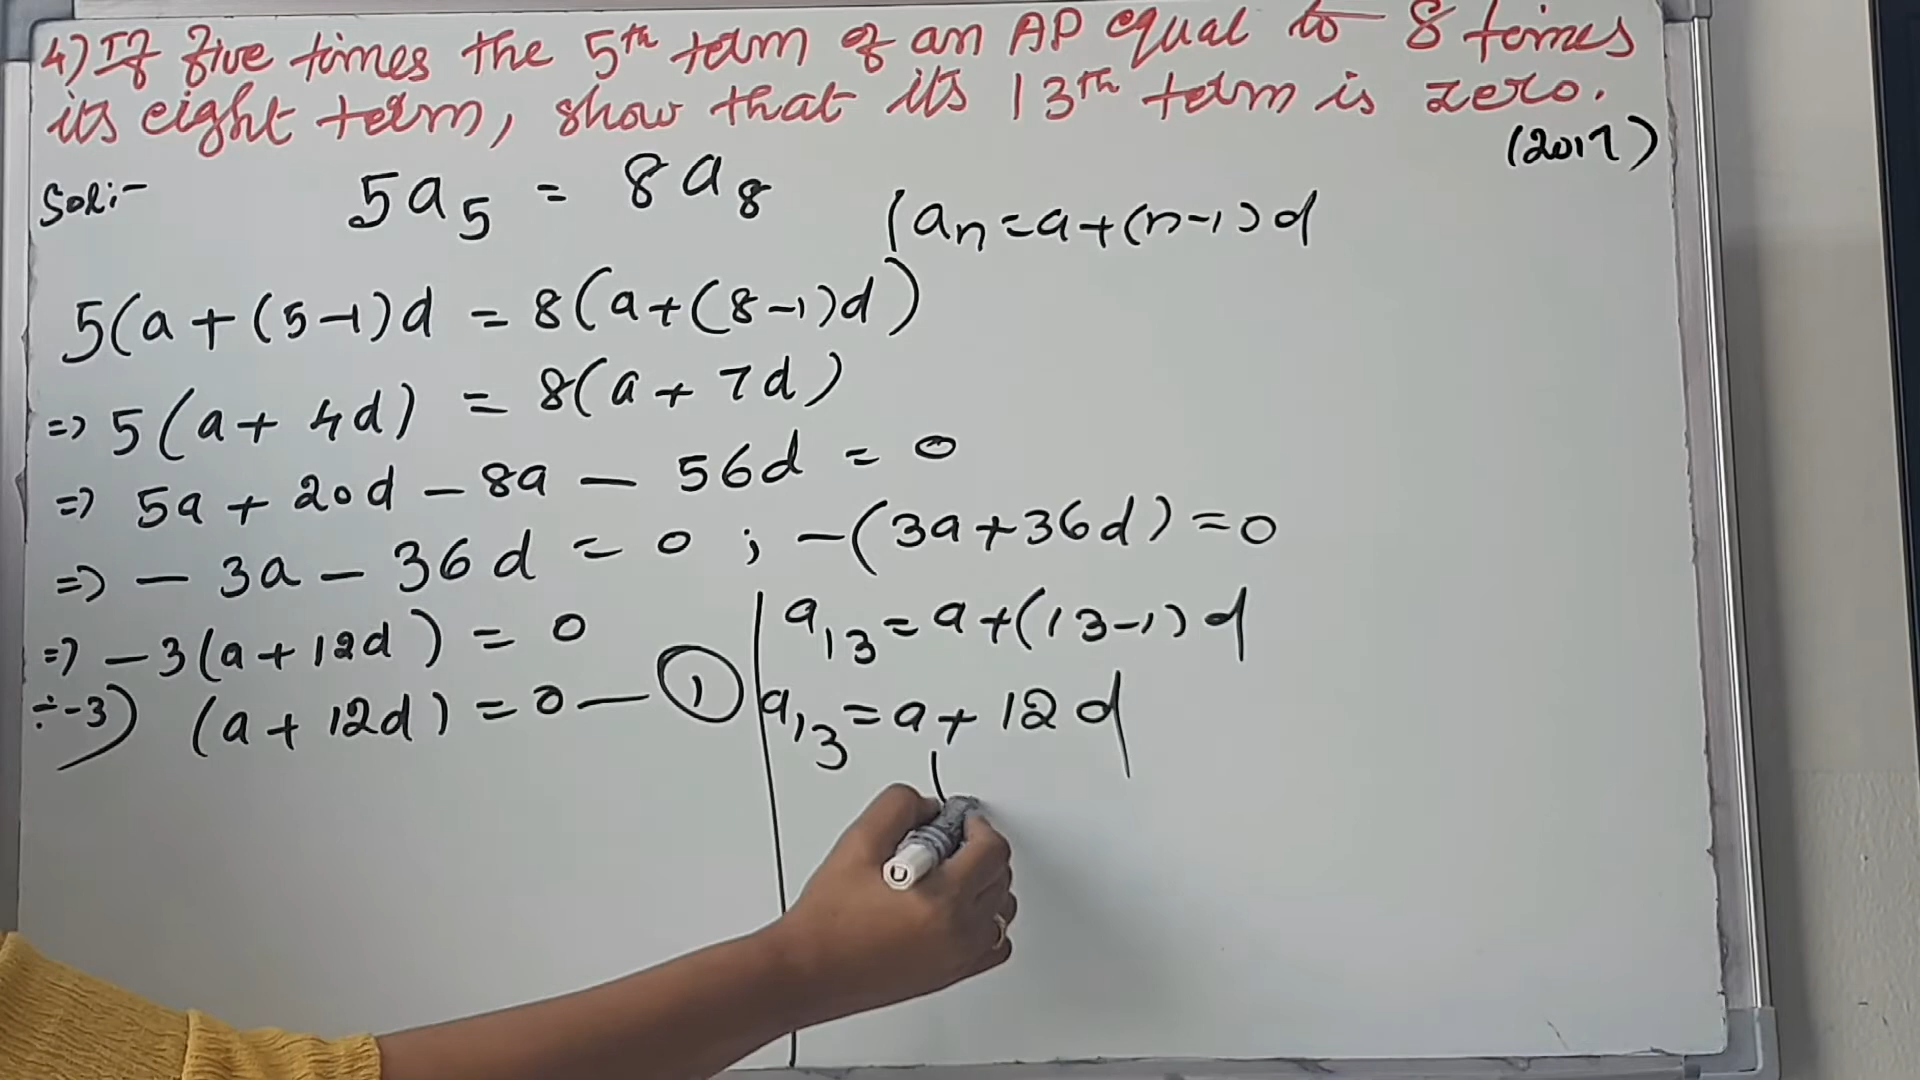 4) If five times the 5th term of an AP equal to 8 times
its eight term, show that its 13th term is zero.
(2017)
Sol:-
5a₅ = 8a₈
(aₙ = a+(n-1)d
5(a+(5-1)d = 8(a+(8-1)d)
=> 5(a+ 4d) = 8(a+ 7d)
=> 5a + 20d - 8a - 56d = 0
=> - 3a - 36d = 0 ; -(3a+36d) = 0
=> -3(a+12d) = 0
÷-3) (a+ 12d) = 0 — ①
a₁₃ = a+(13-1)d
a₁₃ = a+ 12d